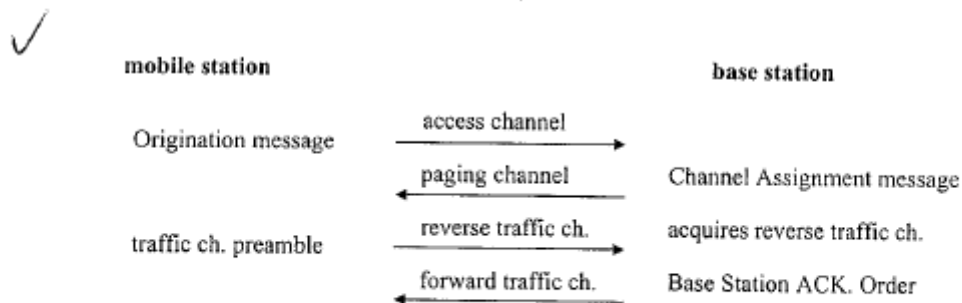 mobile station base station
access channel
Origination message
paging channel Channel Assignment message
reverse traffic ch. acquires reverse traffic ch.
traffic ch. preamble
forward traffic ch. Base Station ACK. Order